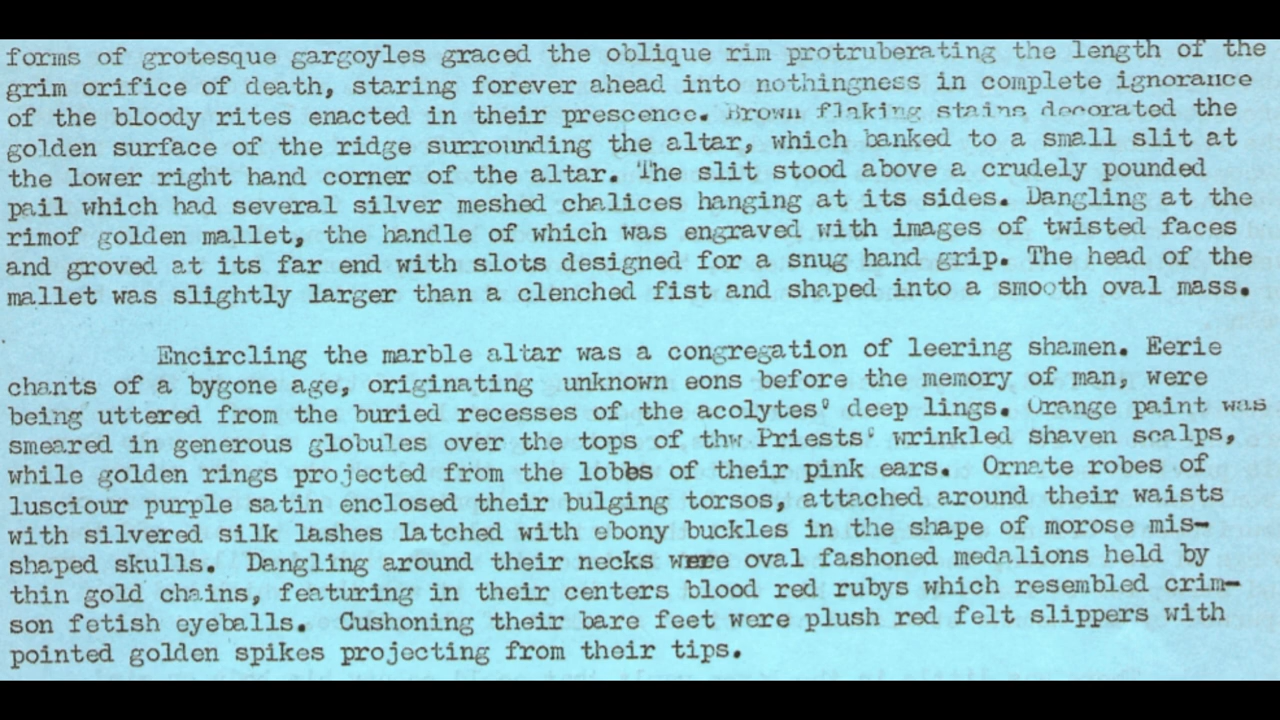 forms of grotesque gargoyles graced the oblique rim protruberating the length of the
grim orifice of death, staring forever ahead into nothingness in complete ignorance
of the bloody rites enacted in their prescence. Brown flaking stains decorated the
golden surface of the ridge surrounding the altar, which banked to a small slit at
the lower right hand corner of the altar. The slit stood above a crudely pounded
pail which had several silver meshed chalices hanging at its sides. Dangling at the
rimof golden mallet, the handle of which was engraved with images of twisted faces
and groved at its far end with slots designed for a snug hand grip. The head of the
mallet was slightly larger than a clenched fist and shaped into a smooth oval mass.
Encircling the marble altar was a congregation of leering shamen. Eerie
chants of a bygone age, originating unknown eons before the memory of man, were
being uttered from the buried recesses of the acolytes' deep lings. Orange paint was
smeared in generous globules over the tops of thw Priests' wrinkled shaven scalps,
while golden rings projected from the lobes of their pink ears. Ornate robes of
lusciour purple satin enclosed their bulging torsos, attached around their waists
with silvered silk lashes latched with ebony buckles in the shape of morose mis-
shaped skulls. Dangling around their necks were oval fashoned medalions held by
thin gold chains, featuring in their centers blood red rubys which resembled crim-
son fetish eyeballs. Cushoning their bare feet were plush red felt slippers with
pointed golden spikes projecting from their tips.